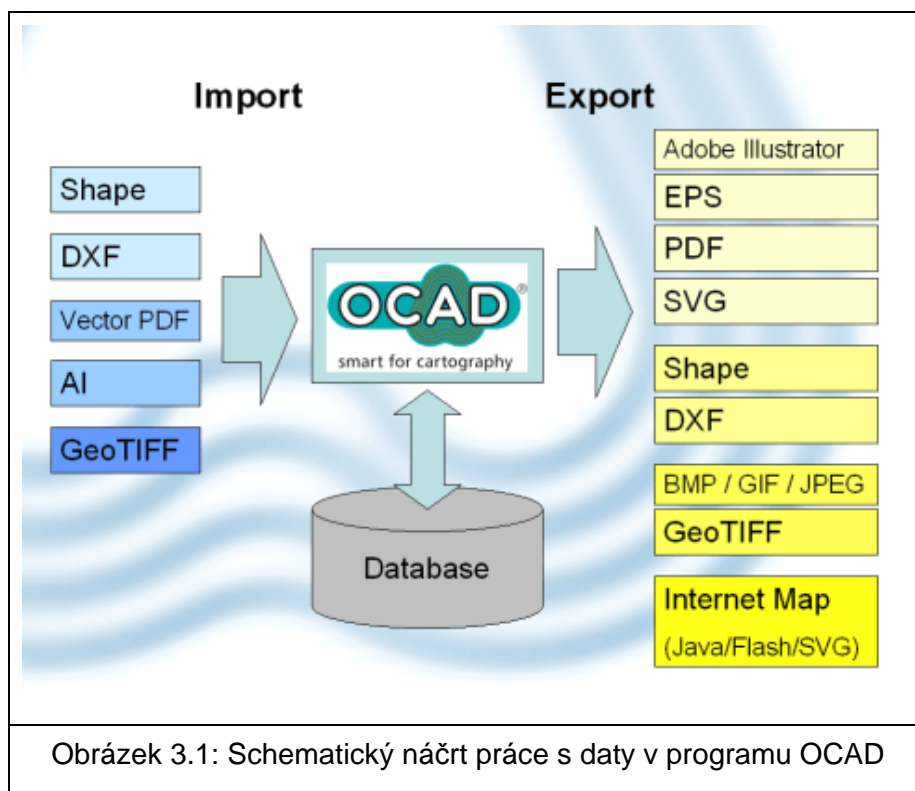 Import
Export
Shape
DXF
Vector PDF
AI
GeoTIFF
OCAD®
smart for cartography
Database
Adobe Illustrator
EPS
PDF
SVG
Shape
DXF
BMP / GIF / JPEG
GeoTIFF
Internet Map
(Java/Flash/SVG)
Obrázek 3.1: Schematický náčrt práce s daty v programu OCAD